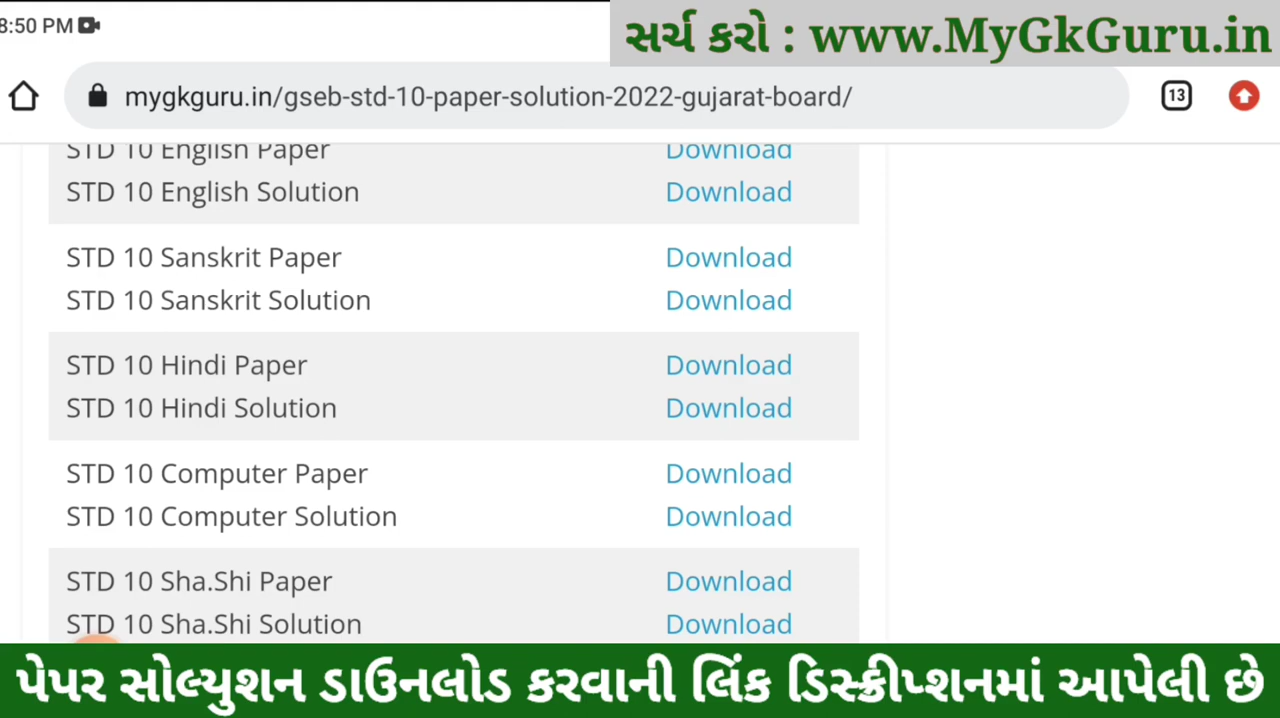 8:50 PM
સર્ચ કરો : www.MyGkGuru.in
mygkguru.in/gseb-std-10-paper-solution-2022-gujarat-board/
13
STD 10 English Paper Download
STD 10 English Solution Download
STD 10 Sanskrit Paper Download
STD 10 Sanskrit Solution Download
STD 10 Hindi Paper Download
STD 10 Hindi Solution Download
STD 10 Computer Paper Download
STD 10 Computer Solution Download
STD 10 Sha.Shi Paper Download
STD 10 Sha.Shi Solution Download
પેપર સોલ્યુશન ડાઉનલોડ કરવાની લિંક ડિસ્ક્રીપ્શનમાં આપેલી છે